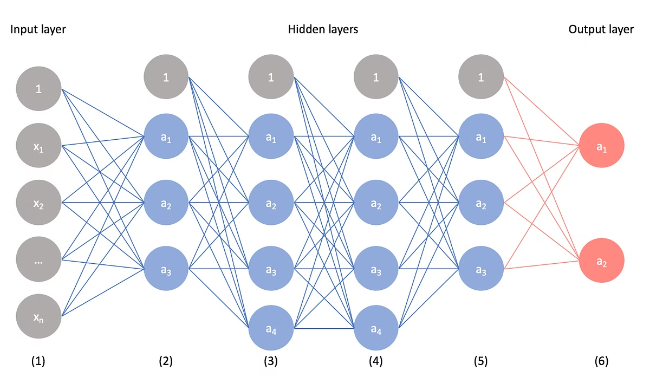 Input layer
Hidden layers
Output layer
1
x1
x2
...
xn
(1)
1
a1
a2
a3
(2)
1
a1
a2
a3
a4
(3)
1
a1
a2
a3
a4
(4)
1
a1
a2
a3
(5)
a1
a2
(6)